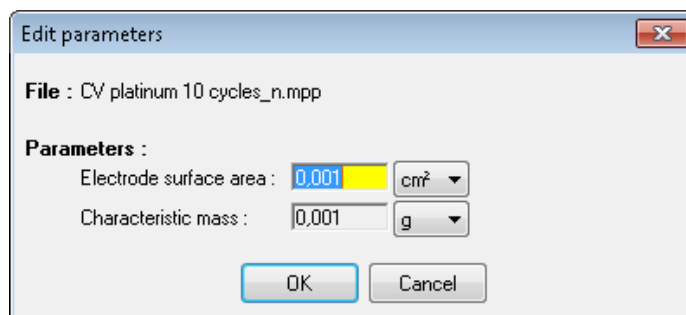 Edit parameters
File : CV platinum 10 cycles_n.mpp
Parameters :
Electrode surface area : 0,001 cm²
Characteristic mass : 0,001 g
OK Cancel